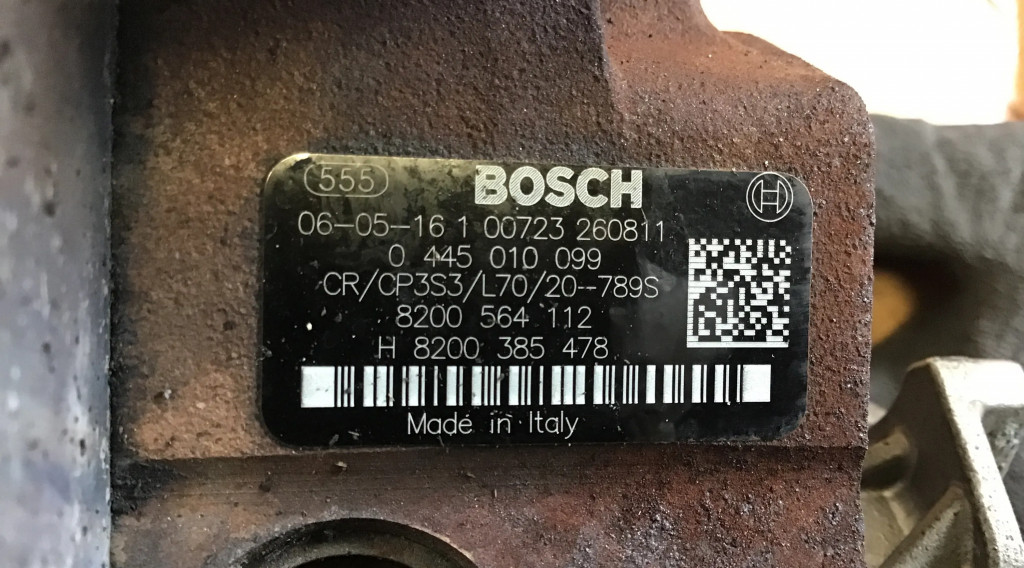 555 BOSCH H
06-05-16 1 00723 260811
0 445 010 099
CR/CP3S3/L70/20-789S
8200 564 112
H 8200 385 478
Made in Italy